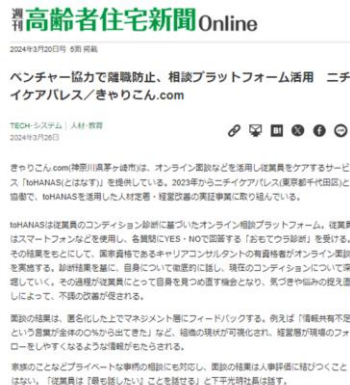 週刊 高齢者住宅新聞 Online
2024年3月20日号 5面 掲載
ベンチャー協力で離職防止、相談プラットフォーム活用 ニチ
イケアパレス／きゃりこん.com
TECH・システム | 人材・教育
2024年3月26日
きゃりこん.com(神奈川県茅ヶ崎市)は、オンライン面談などを活用し従業員をケアするサービ
ス「toHANAS(とはなす)」を提供している。2023年からニチイケアパレス(東京都千代田区)と
協働で、toHANASを活用した人材定着・経営改善の実証事業に取り組んでいる。
toHANASは従業員のコンディション診断に基づいたオンライン相談プラットフォーム。従業員
はスマートフォンなどを使用し、各質問にYES・NOで回答する「おもてウラ診断」を受ける。
その結果をもとにして、国家資格であるキャリアコンサルタントの有資格者がオンライン面談
を実施する。診断結果を基に、自身について徹底的に話し、現在のコンディションについて深
堀していく。その過程が従業員にとって自身を見つめ直す機会となり、気づきや悩みの捉え直
しによって、不調の改善が促される。
面談の結果は、匿名化した上でマネジメント層にフィードバックする。例えば「情報共有不足
という言葉が全体の○%から出てきた」など、組織の現状が可視化され、経営層が現場のフォ
ローをしやすくなるような情報がもたらされる。
家族のことなどプライベートな事柄の相談にも対応し、面談の結果は人事評価に結びつくこと
はない。「従業員は『最も話したい』ことを話せる」と下平光明社長は話す。